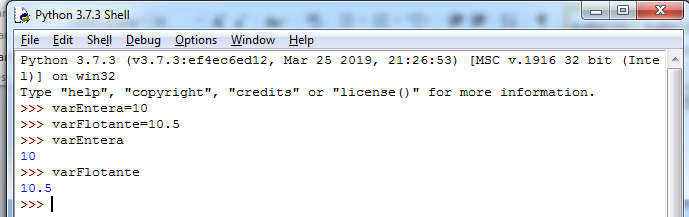 Python 3.7.3 Shell
File Edit Shell Debug Options Window Help
Python 3.7.3 (v3.7.3:ef4ec6ed12, Mar 25 2019, 21:26:53) [MSC v.1916 32 bit (Inte
l)] on win32
Type "help", "copyright", "credits" or "license()" for more information.
>>> varEntera=10
>>> varFlotante=10.5
>>> varEntera
10
>>> varFlotante
10.5
>>>